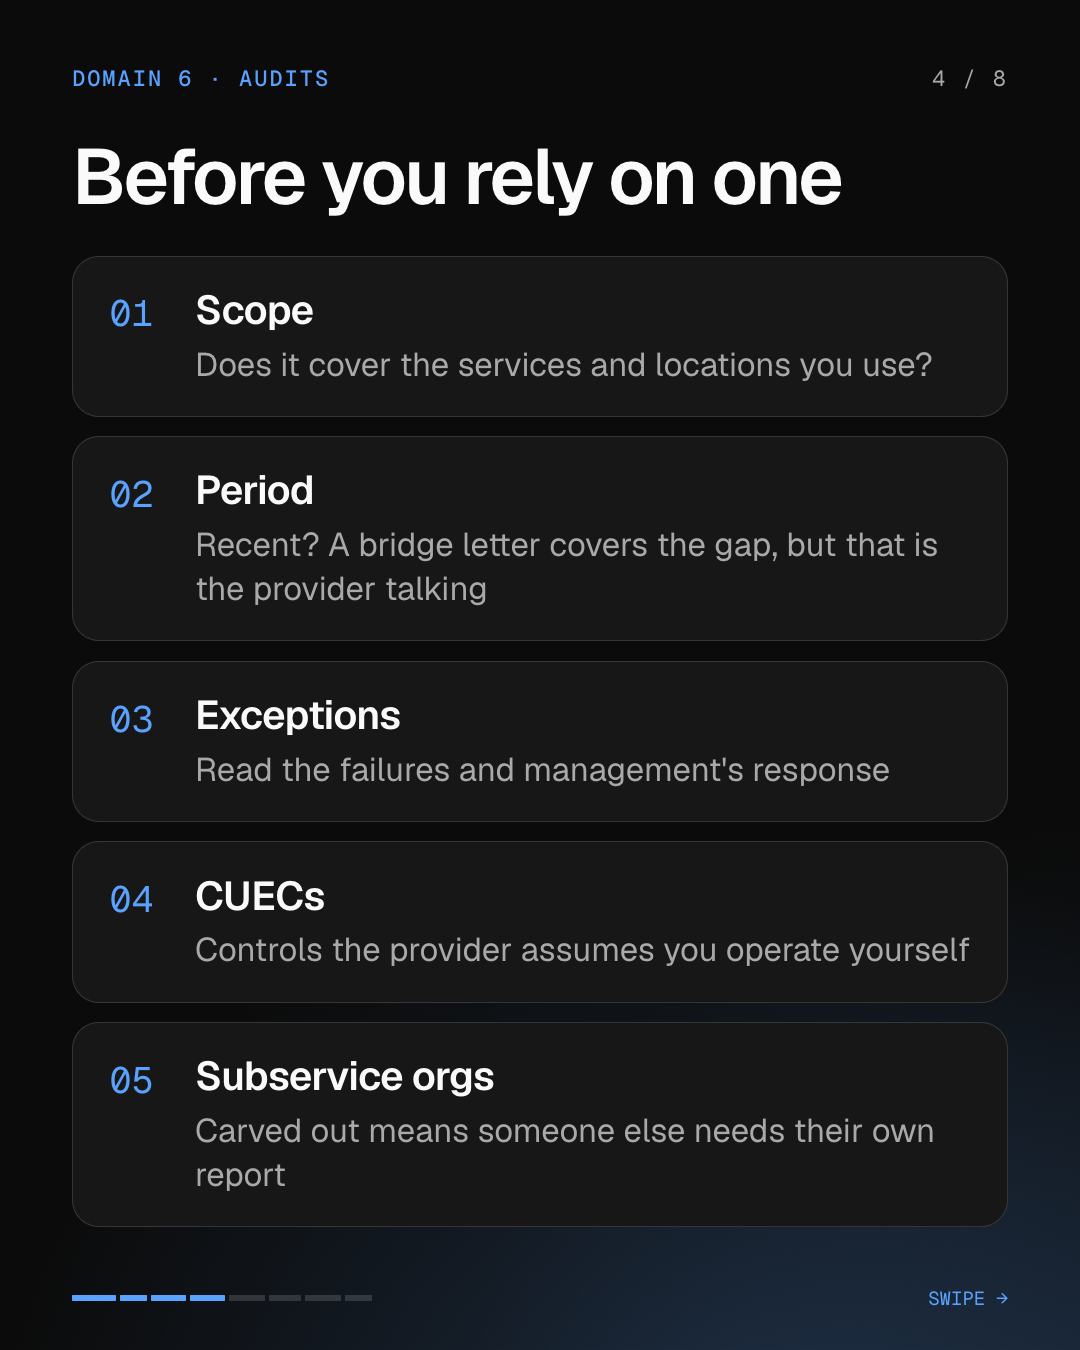 DOMAIN 6 · AUDITS
4 / 8
Before you rely on one
01
Scope
Does it cover the services and locations you use?
02
Period
Recent? A bridge letter covers the gap, but that is
the provider talking
03
Exceptions
Read the failures and management's response
04
CUECs
Controls the provider assumes you operate yourself
05
Subservice orgs
Carved out means someone else needs their own
report
SWIPE →